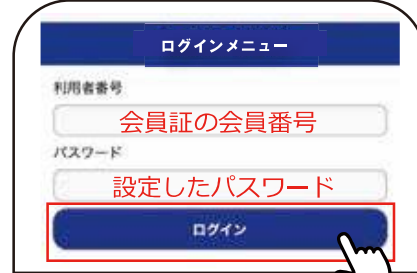 ログインメニュー
利用者番号
会員証の会員番号
パスワード
設定したパスワード
ログイン